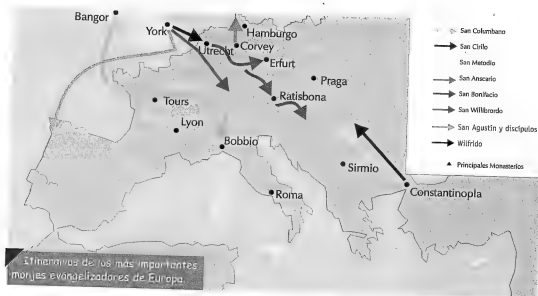 Bangor
York
Hamburgo
Utrecht
Corvey
Erfurt
Praga
Tours
Ratisbona
Lyon
Bobbio
Sirmio
Roma
Constantinopla
San Columbano
San Cirilo
San Metodio
San Anscario
San Bonifacio
San Willibrordo
San Agustín y discípulos
Wilfrido
Principales Monasterios
Itinerarios de los más importantes
monjes evangelizadores de Europa.